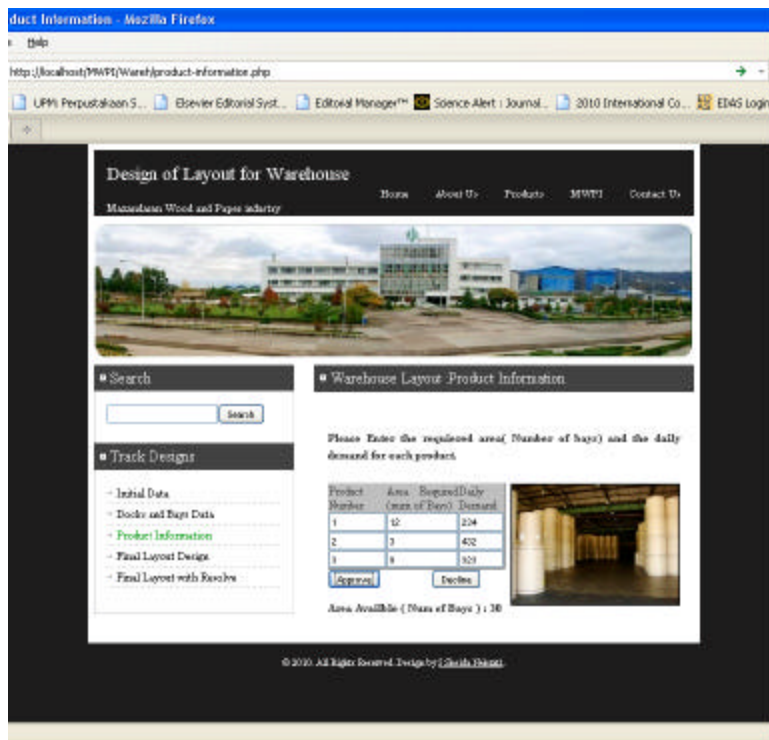 duct Information - Mozilla Firefox
Help
http://localhost/MWPI/Wareh/product-information.php
UPM Perpustakaan S... Elsevier Editorial Syst... Editorial Manager™ Science Alert : Journal... 2010 International Co... EDAS Login
Design of Layout for Warehouse
Home About Us Products MWPI Contact Us
Mazandaran Wood and Paper industry
Search
Warehouse Layout :Product Information
Search
Please Enter the required area( Number of bays) and the daily
demand for each product.
Track Designs
Initial Data
Docks and Bays Data
Product Information
Final Layout Design
Final Layout with Resolve
Product Number Area Required (num of Bays) Daily Demand
1 12 234
2 3 432
3 323
Approval Decline
Area Availble ( Num of Bays ) : 30
© 2010. All Rights Reserved. Design by